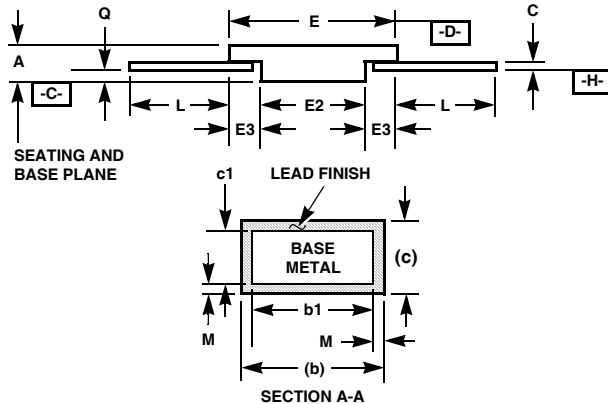 E
-D-
C
Q
A
-C-
-H-
L
E2
L
E3
E3
SEATING AND
BASE PLANE
c1
LEAD FINISH
BASE
METAL
(c)
b1
M
M
(b)
SECTION A-A